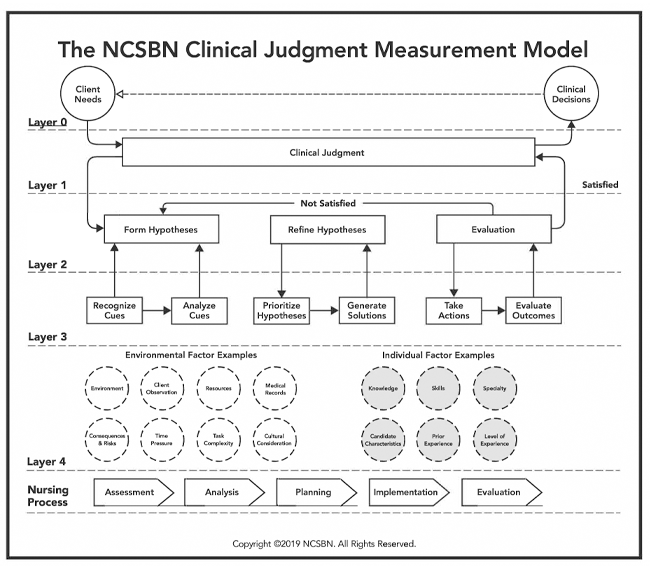 The NCSBN Clinical Judgment Measurement Model
Client
Needs
Clinical
Decisions
Layer 0
Clinical Judgment
Layer 1
Satisfied
Not Satisfied
Form Hypotheses
Refine Hypotheses
Evaluation
Layer 2
Recognize
Cues
Analyze
Cues
Prioritize
Hypotheses
Generate
Solutions
Take
Actions
Evaluate
Outcomes
Layer 3
Environmental Factor Examples
Individual Factor Examples
Environment
Client
Observation
Resources
Medical
Records
Knowledge
Skills
Specialty
Consequences
& Risks
Time
Pressure
Task
Complexity
Cultural
Consideration
Candidate
Characteristics
Prior
Experience
Level of
Experience
Layer 4
Nursing
Process
Assessment
Analysis
Planning
Implementation
Evaluation
Copyright ©2019 NCSBN. All Rights Reserved.